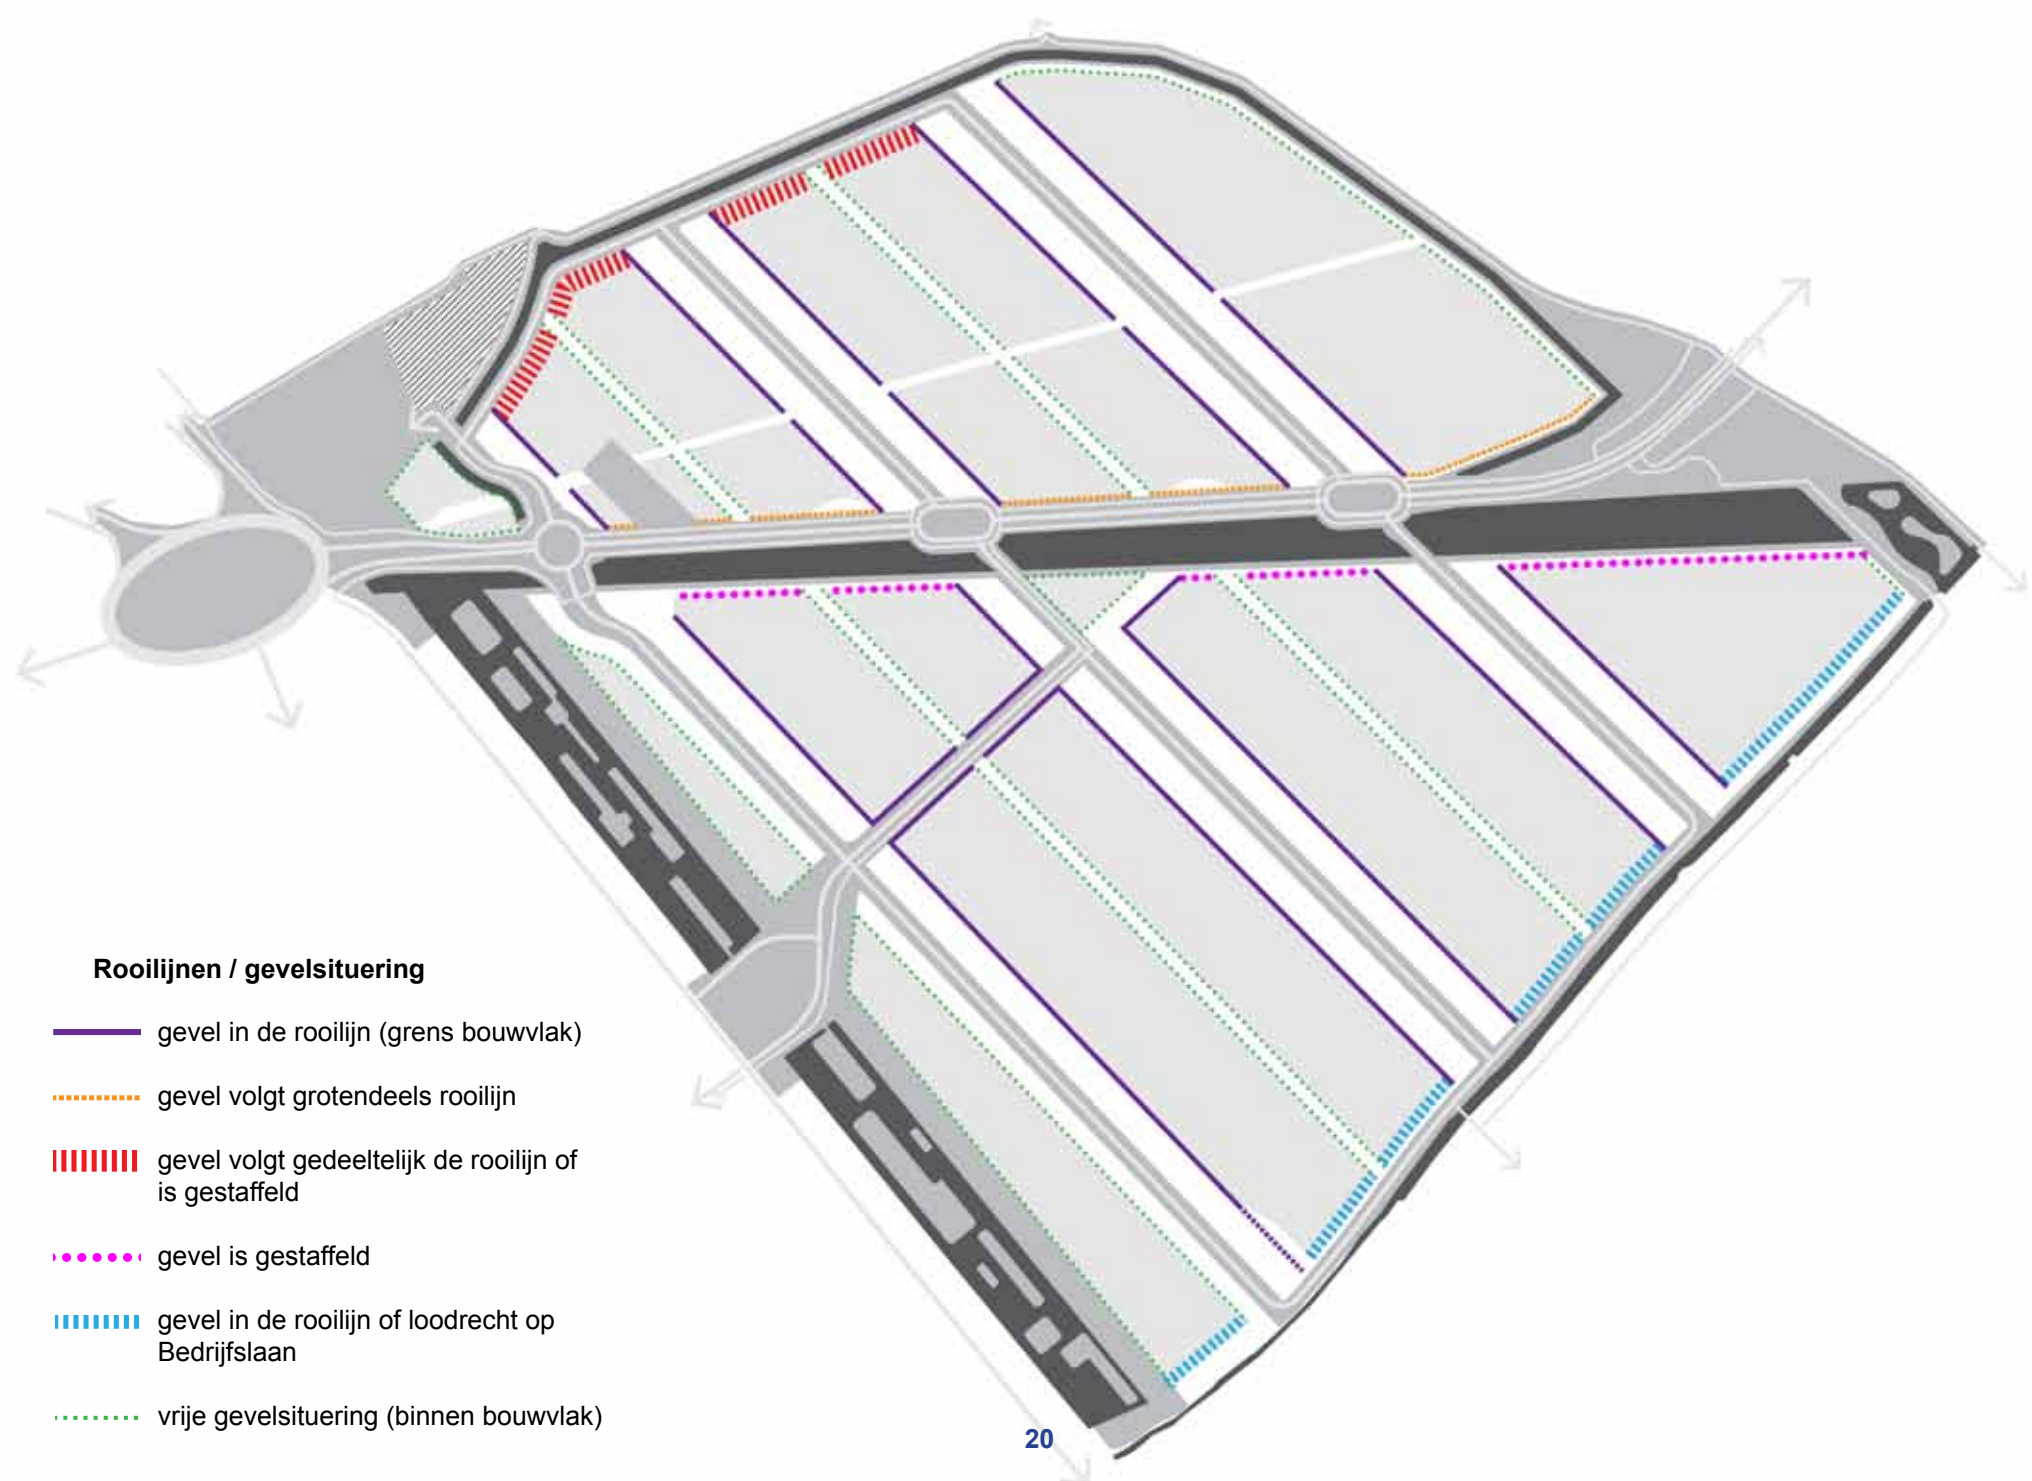 Rooilijnen / gevelsituering
gevel in de rooilijn (grens bouwvlak)
gevel volgt grotendeels rooilijn
gevel volgt gedeeltelijk de rooilijn of
is gestaffeld
gevel is gestaffeld
gevel in de rooilijn of loodrecht op
Bedrijfslaan
vrije gevelsituering (binnen bouwvlak)
20